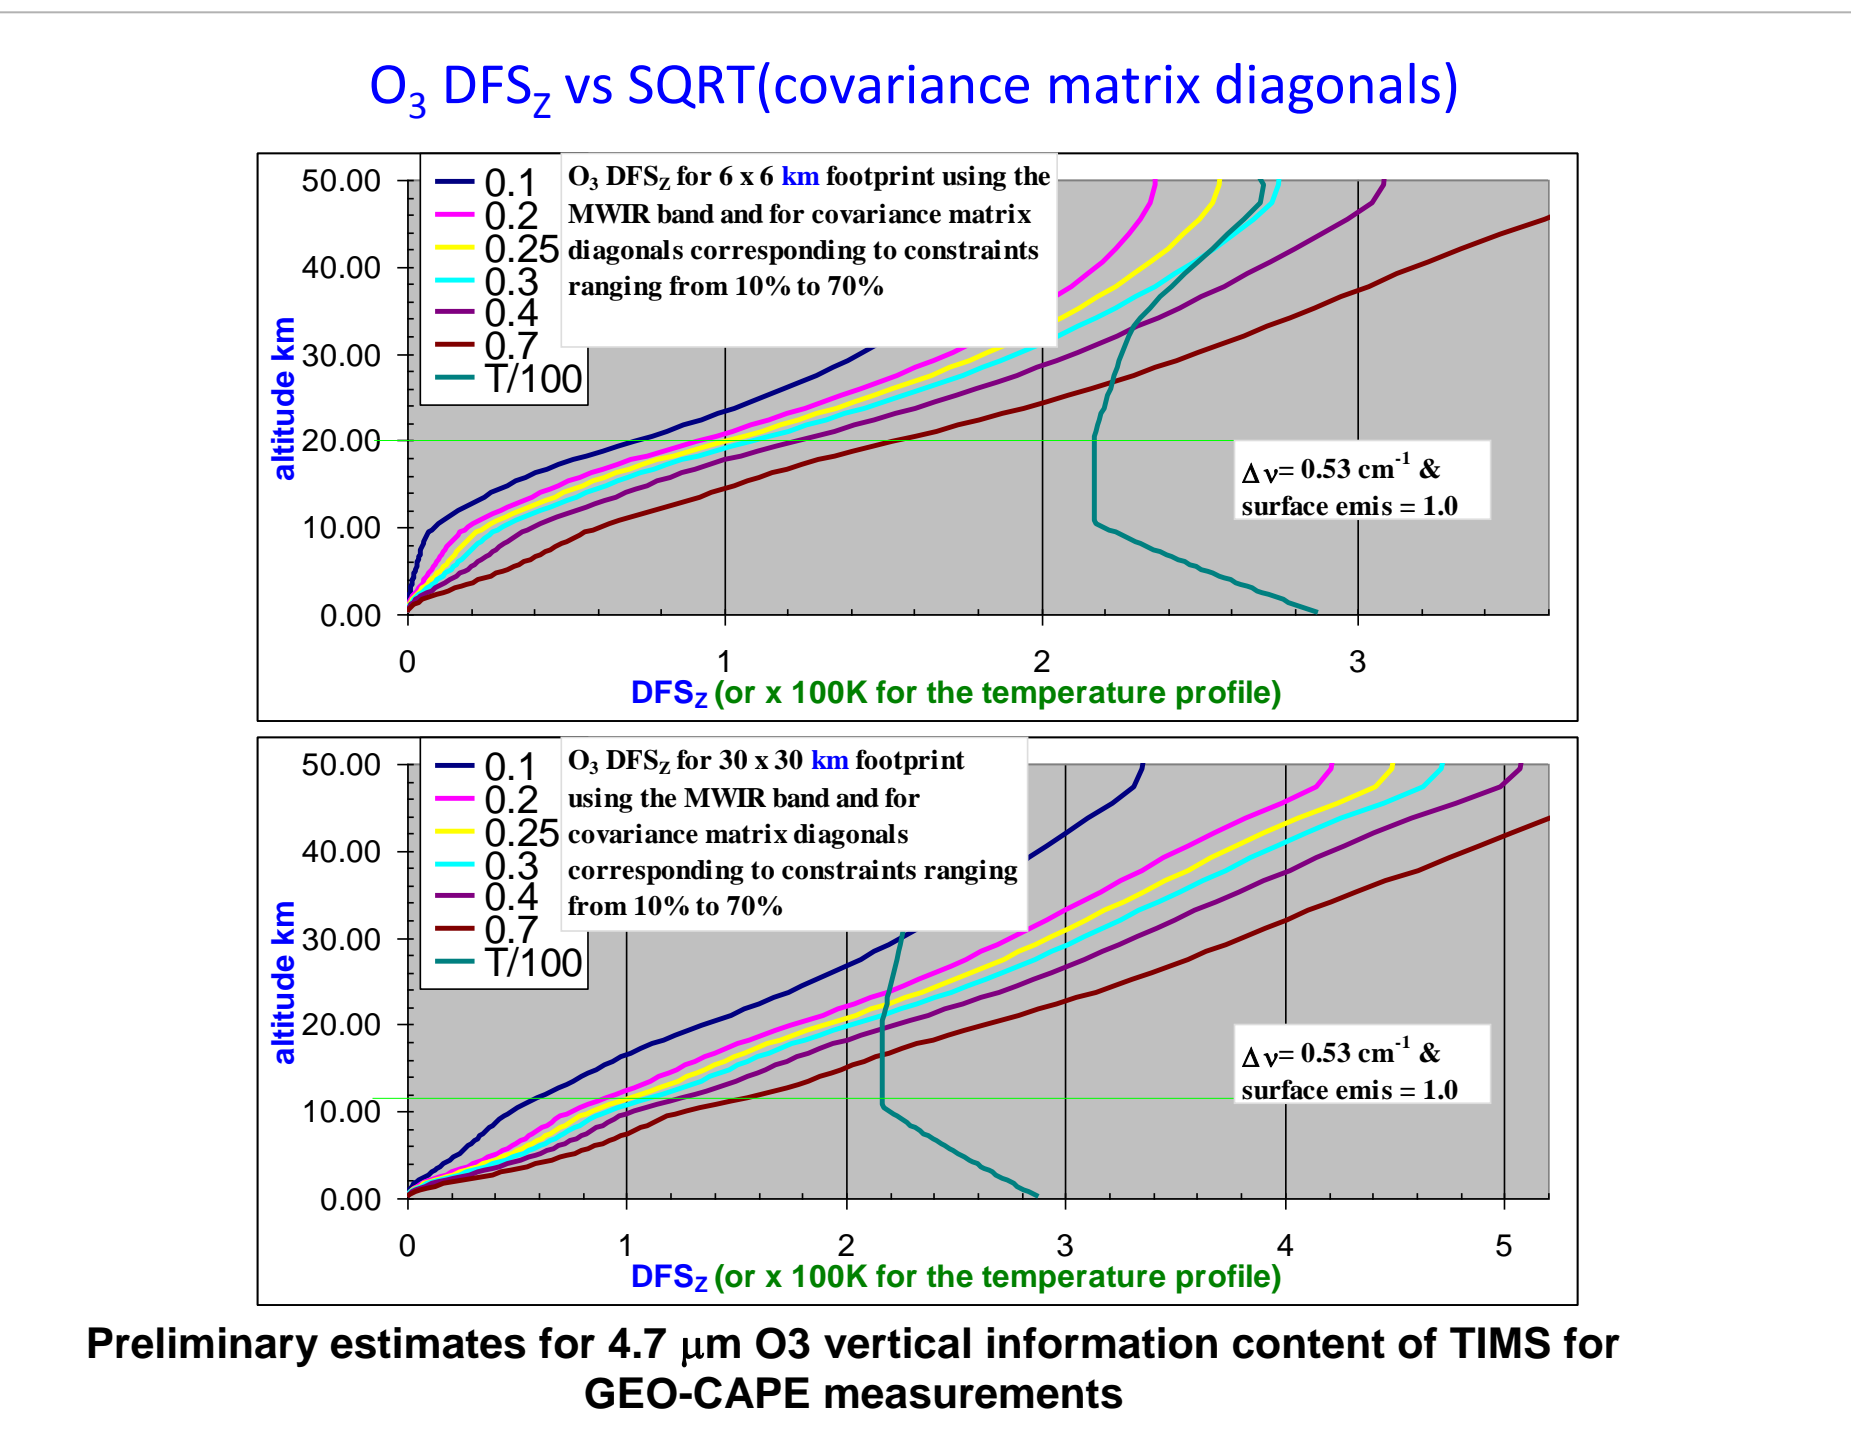 O3 DFSZ vs SQRT(covariance matrix diagonals)
O3 DFSZ for 6 x 6 km footprint using the
MWIR band and for covariance matrix
diagonals corresponding to constraints
ranging from 10% to 70%
0.1
0.2
0.25
0.3
0.4
0.7
T/100
50.00
40.00
30.00
20.00
10.00
0.00
altitude km
Δν= 0.53 cm-1 &
surface emis = 1.0
0 1 2 3
DFSZ (or x 100K for the temperature profile)
O3 DFSZ for 30 x 30 km footprint
using the MWIR band and for
covariance matrix diagonals
corresponding to constraints ranging
from 10% to 70%
0.1
0.2
0.25
0.3
0.4
0.7
T/100
50.00
40.00
30.00
20.00
10.00
0.00
altitude km
Δν= 0.53 cm-1 &
surface emis = 1.0
0 1 2 3 4 5
DFSZ (or x 100K for the temperature profile)
Preliminary estimates for 4.7 μm O3 vertical information content of TIMS for
GEO-CAPE measurements